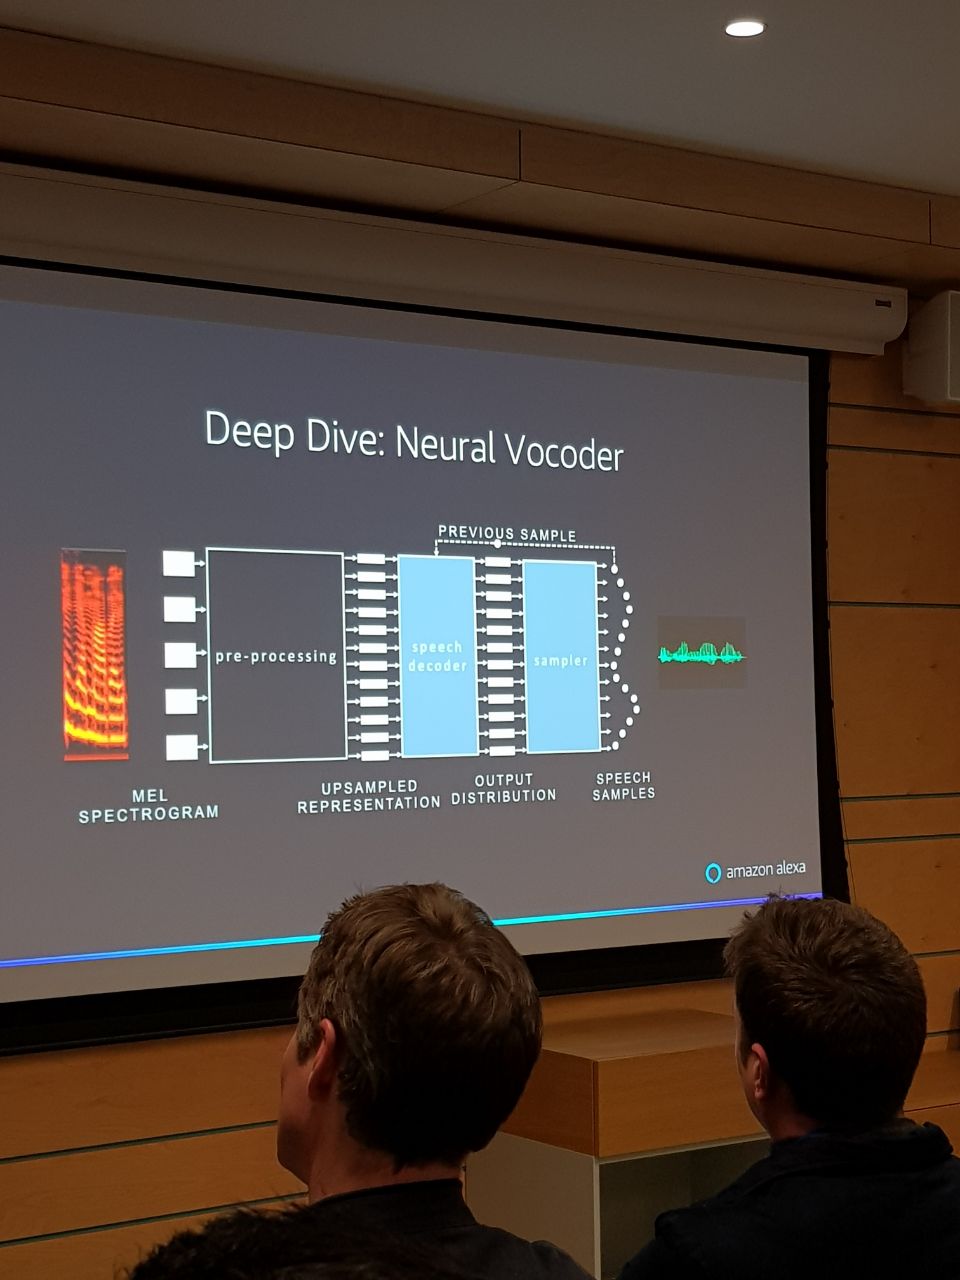 Deep Dive: Neural Vocoder
PREVIOUS SAMPLE
pre-processing
speech
decoder
sampler
MEL
SPECTROGRAM
UPSAMPLED
REPRESENTATION
OUTPUT
DISTRIBUTION
SPEECH
SAMPLES
amazon alexa